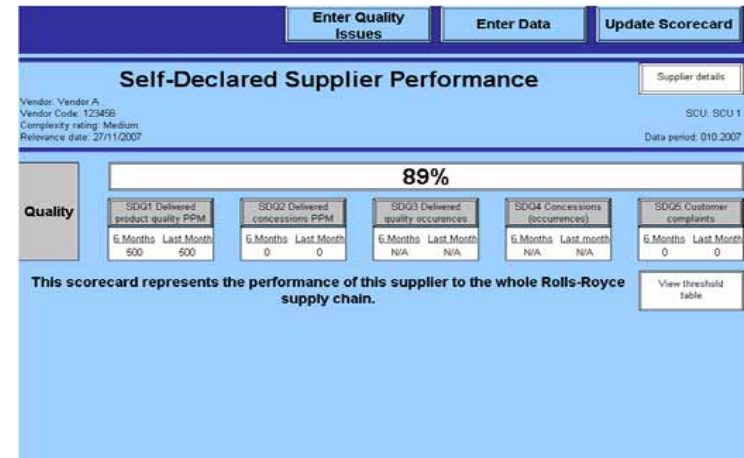 Enter Quality Issues
Enter Data
Update Scorecard
Self-Declared Supplier Performance
Supplier details
Vendor: Vendor A
Vendor Code: 123456
Complexity rating: Medium
Relevance date: 27/11/2007
SCU: SCU 1
Data period: 010.2007
89%
Quality
SDQ1 Delivered
product quality PPM
6 Months Last Month
500 500
SDQ2 Delivered
concessions PPM
6 Months Last Month
0 0
SDQ3 Delivered
quality occurences
6 Months Last Month
N/A N/A
SDQ4 Concessions
(occurrences)
6 Months Last month
N/A N/A
SDQ5 Customer
complaints
6 Months Last Month
0 0
This scorecard represents the performance of this supplier to the whole Rolls-Royce
supply chain.
View threshold
table